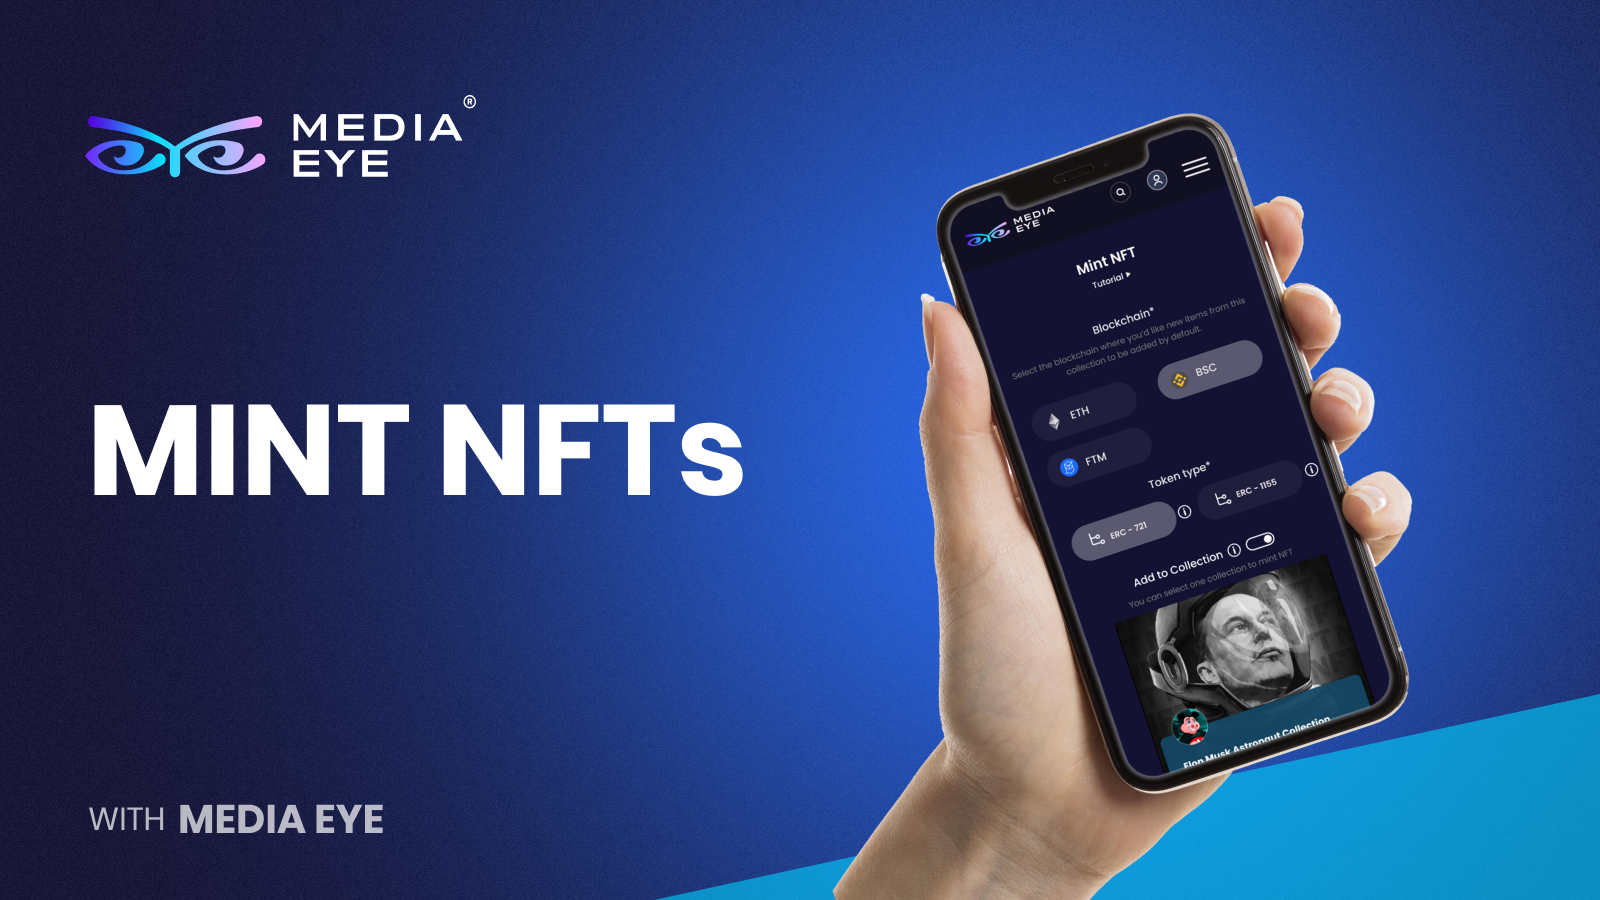 MEDIA
EYE
®
MINT NFTs
WITH MEDIA EYE
MEDIA
EYE
Mint NFT
Tutorial
Blockchain*
Select the blockchain where you'd like new items from this
collection to be added by default.
ETH
BSC
FTM
Token type*
ERC - 721
ERC - 1155
Add to Collection
You can select one collection to mint NFT
Elon Musk Astronaut Collection